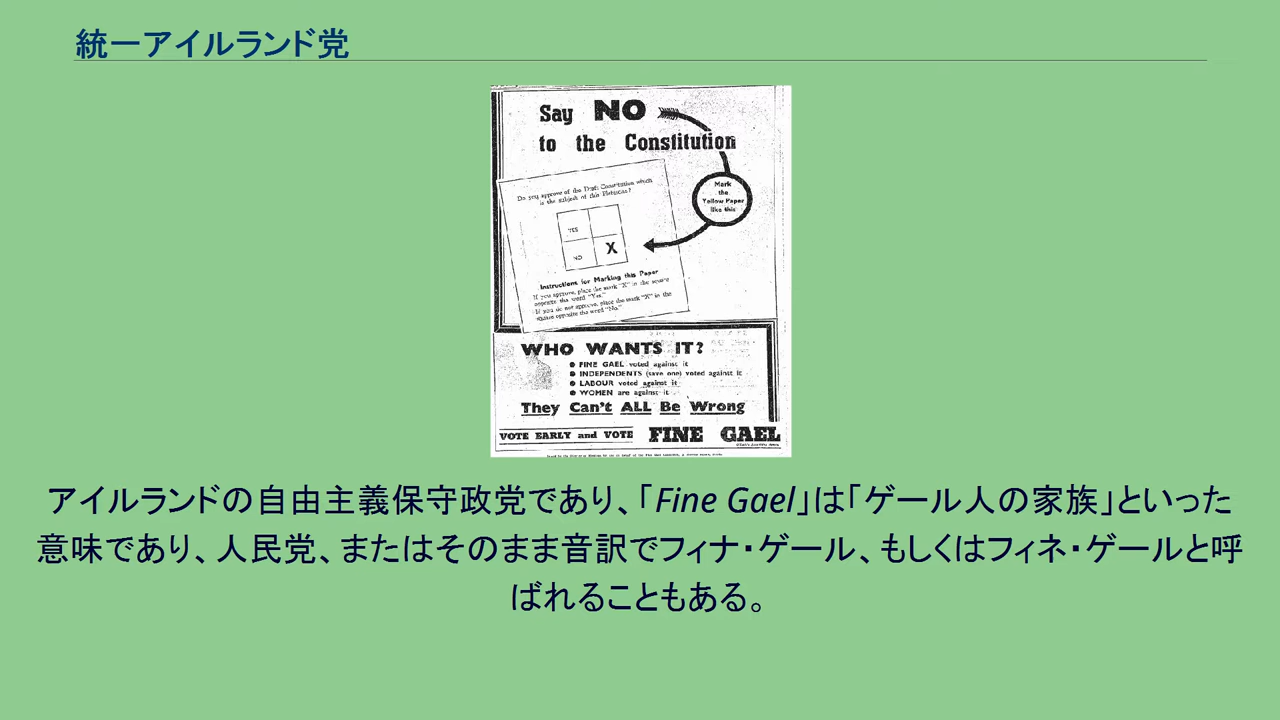 統一アイルランド党
Say NO
to the Constitution
Mark
the
Yellow Paper
like this
Do you approve of the Draft Constitution which
is the subject of this Plebiscite?
YES
NO
X
Instructions for Marking this Paper
If you approve, place the mark "X" in the square
opposite the word "Yes."
If you do not approve, place the mark "X" in the
square opposite the word "No."
WHO WANTS IT?
FINE GAEL voted against it
INDEPENDENTS (save one) voted against it
LABOUR voted against it
WOMEN are against it
They Can't ALL Be Wrong
VOTE EARLY and VOTE FINE GAEL
アイルランドの自由主義保守政党であり、「Fine Gael」は「ゲール人の家族」といった
意味であり、人民党、またはそのまま音訳でフィナ・ゲール、もしくはフィネ・ゲールと呼
ばれることもある。